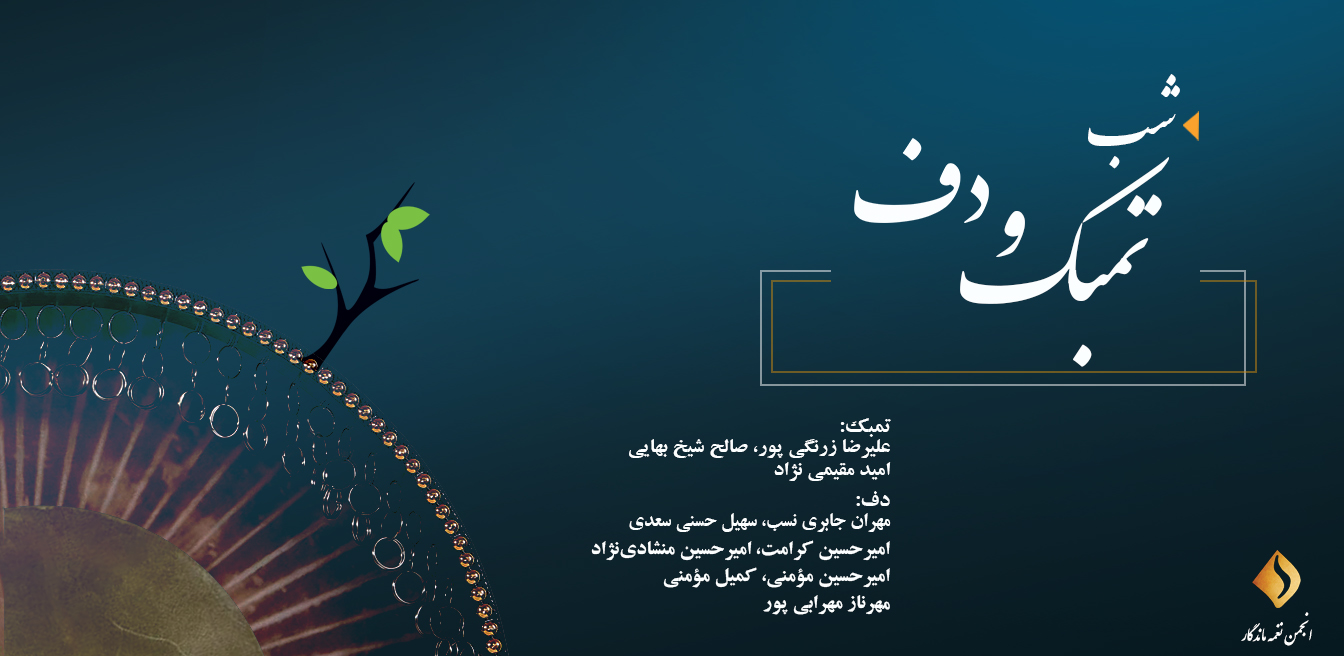 شب
تمبک و دف
تمبک:
علیرضا زرنگی پور، صالح شیخ بهایی
امید مقیمی نژاد
دف:
مهران جابری نسب، سهیل حسنی سعدی
امیرحسین کرامت، امیرحسین منشادی‌نژاد
امیرحسین مؤمنی، کمیل مؤمنی
مهرناز مهرابی پور
انجمن نغمه ماندگار